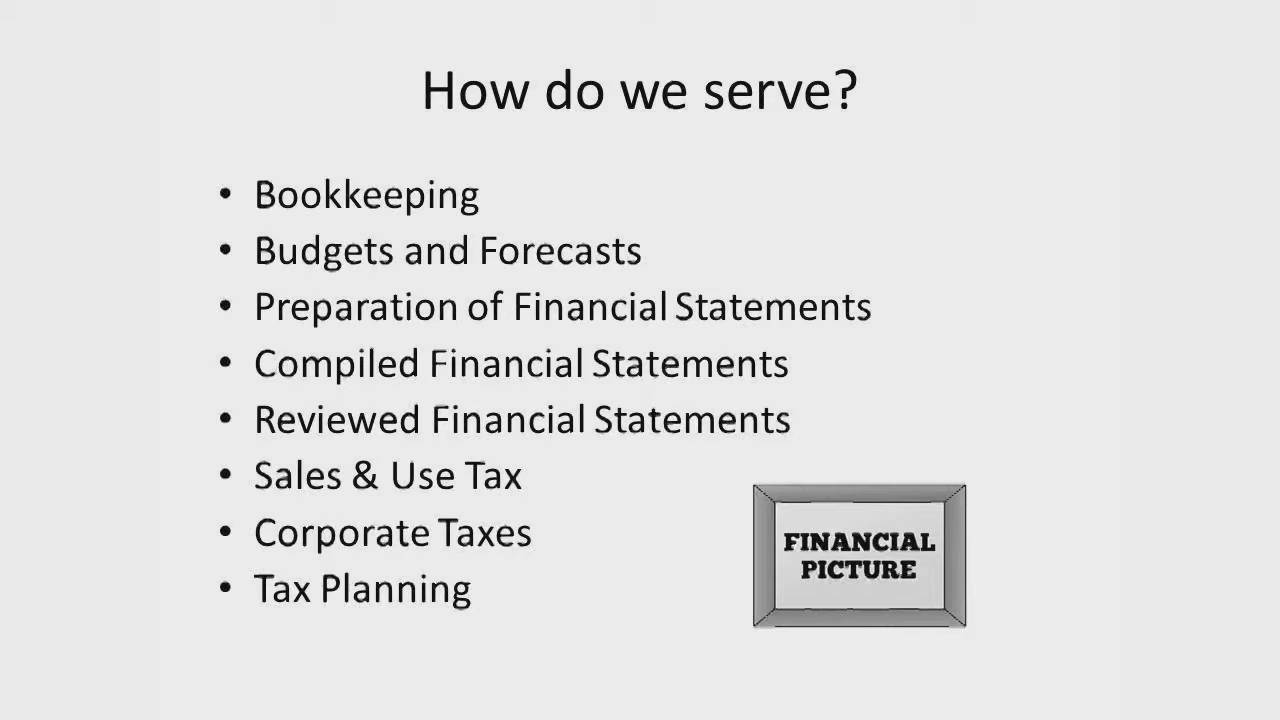 How do we serve?
• Bookkeeping
• Budgets and Forecasts
• Preparation of Financial Statements
• Compiled Financial Statements
• Reviewed Financial Statements
• Sales & Use Tax
• Corporate Taxes
• Tax Planning
FINANCIAL
PICTURE